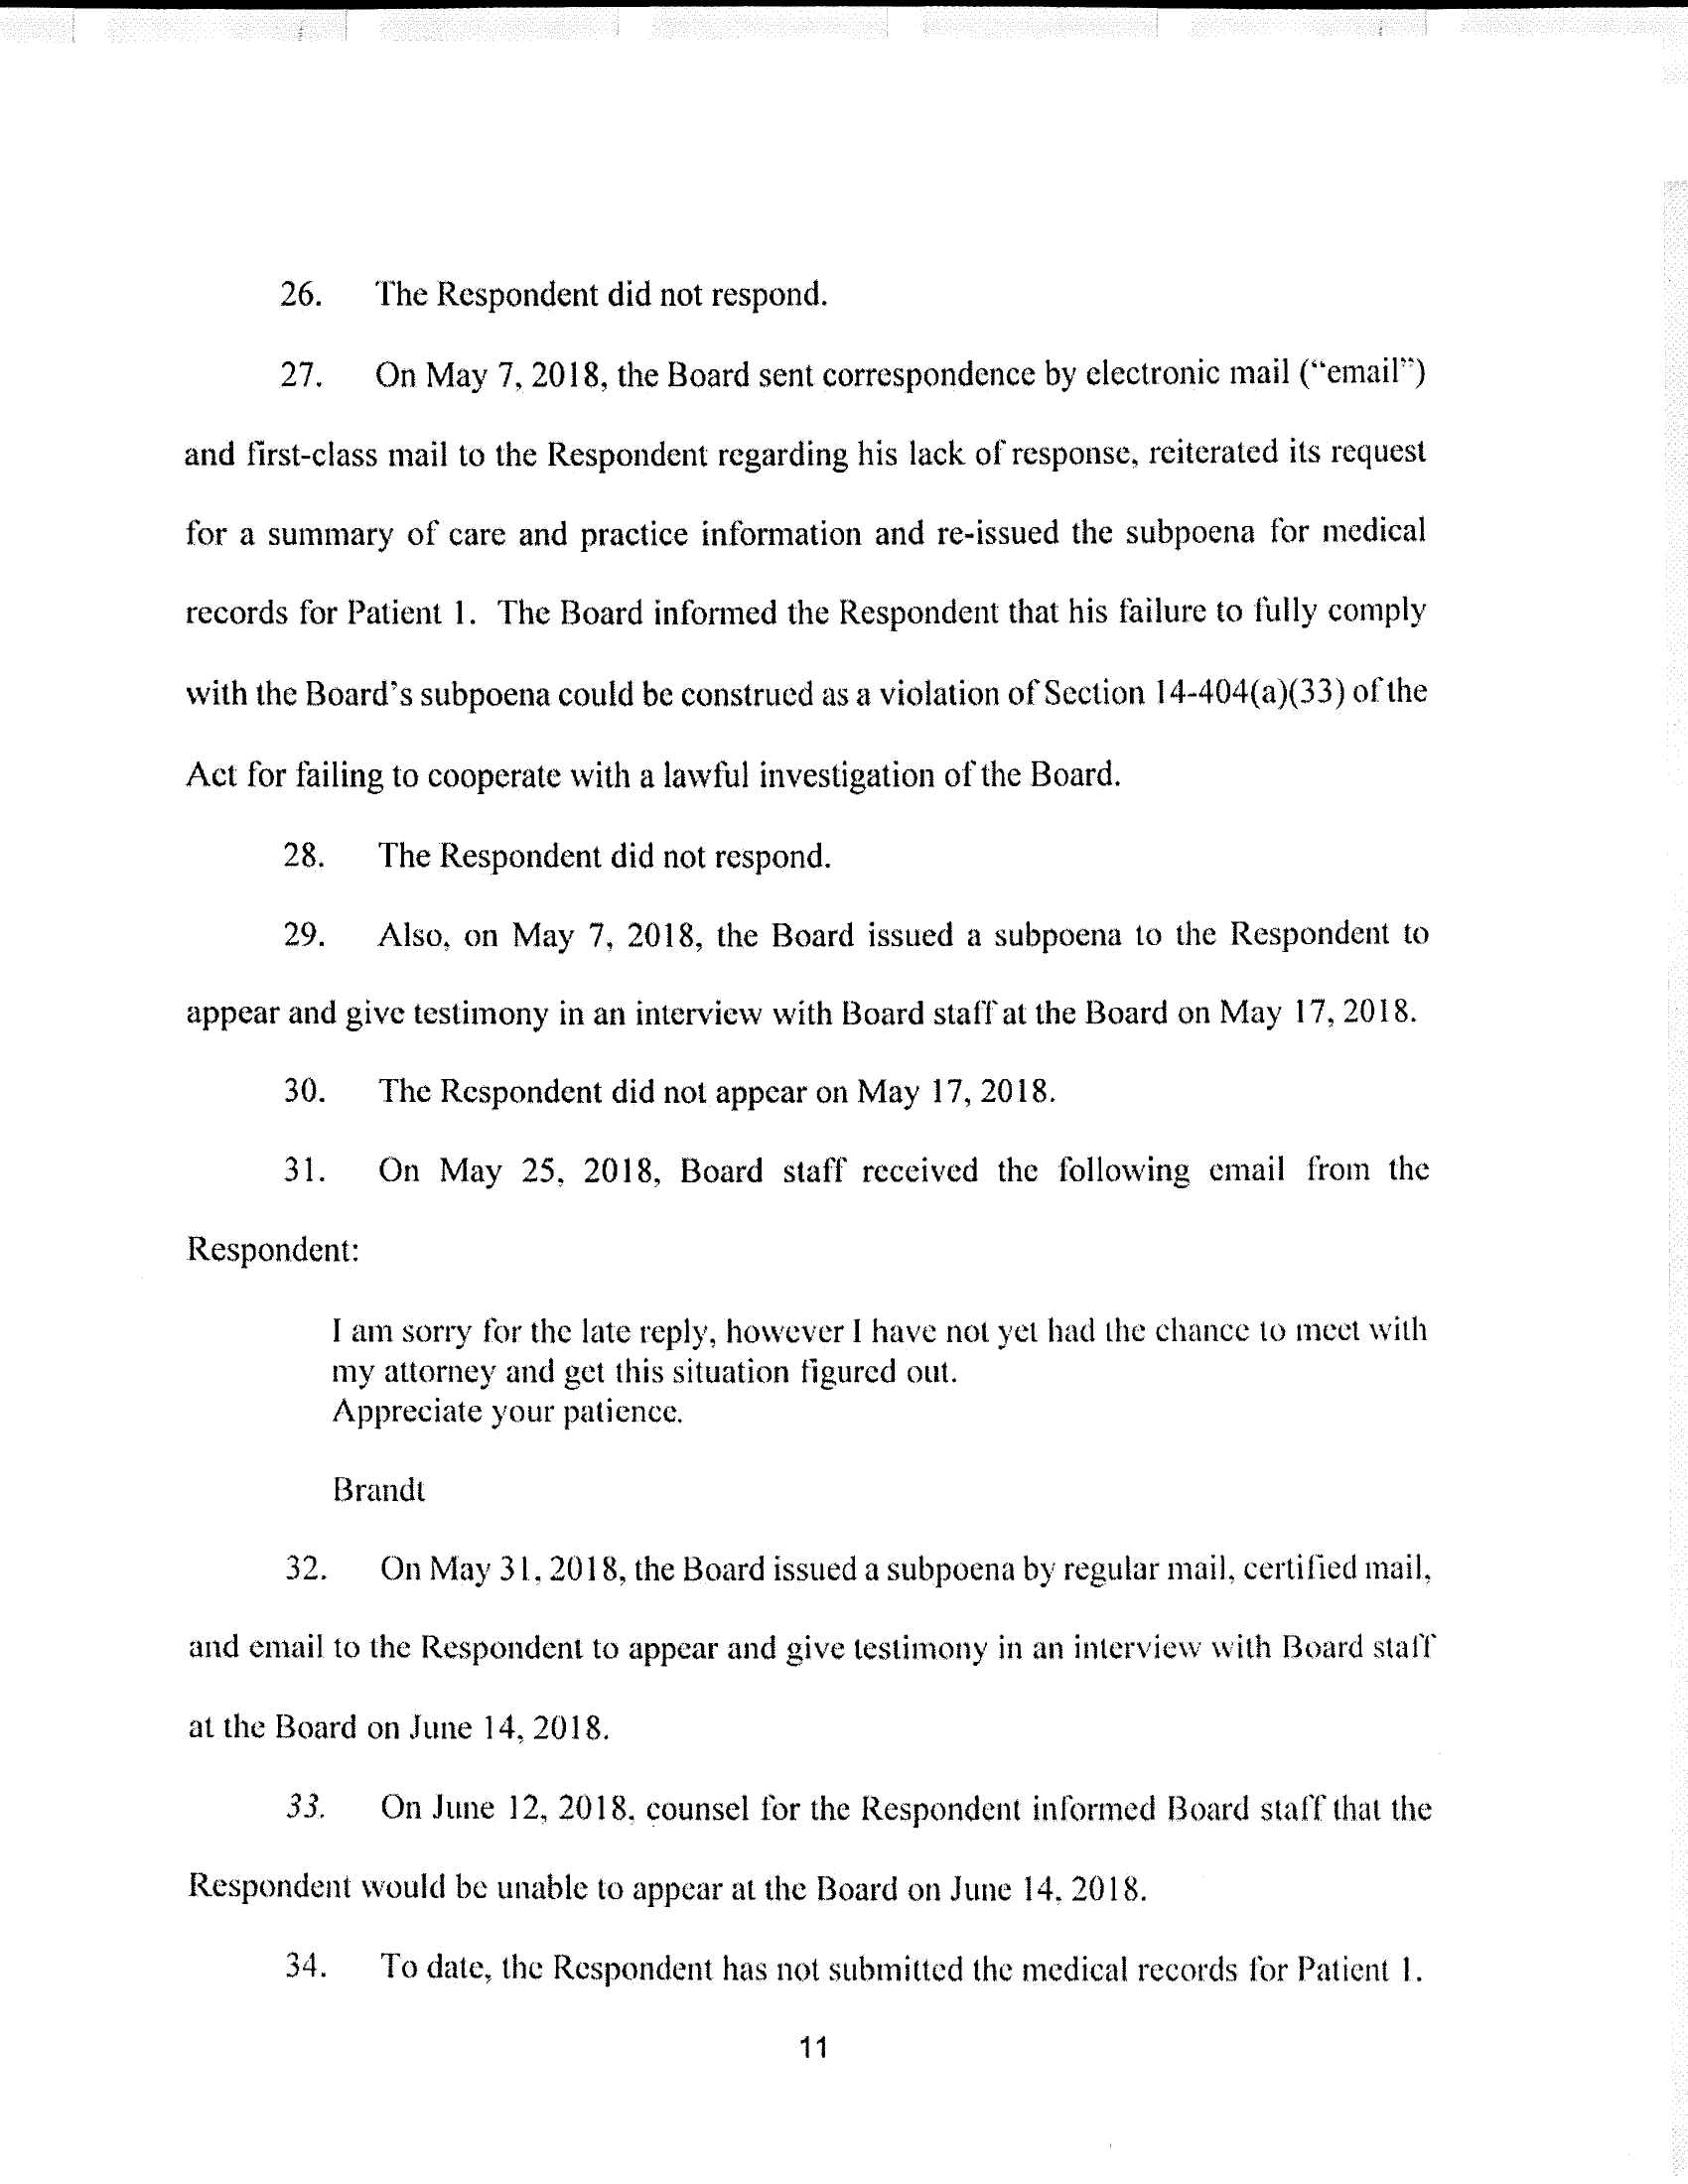 26. The Respondent did not respond.
27. On May 7, 2018, the Board sent correspondence by electronic mail (“email”)
and first-class mail to the Respondent regarding his lack of response, reiterated its request
for a summary of care and practice information and re-issued the subpoena for medical
records for Patient 1. The Board informed the Respondent that his failure to fully comply
with the Board’s subpoena could be construed as a violation of Section 14-404(a)(33) of the
Act for failing to cooperate with a lawful investigation of the Board.
28. The Respondent did not respond.
29. Also, on May 7, 2018, the Board issued a subpoena to the Respondent to
appear and give testimony in an interview with Board staff at the Board on May 17, 2018.
30. The Respondent did not appear on May 17, 2018.
31. On May 25, 2018, Board staff received the following email from the
Respondent:
I am sorry for the late reply, however I have not yet had the chance to meet with
my attorney and get this situation figured out.
Appreciate your patience.
Brandt
32. On May 31, 2018, the Board issued a subpoena by regular mail, certified mail,
and email to the Respondent to appear and give testimony in an interview with Board staff
at the Board on June 14, 2018.
33. On June 12, 2018, counsel for the Respondent informed Board staff that the
Respondent would be unable to appear at the Board on June 14, 2018.
34. To date, the Respondent has not submitted the medical records for Patient 1.
11